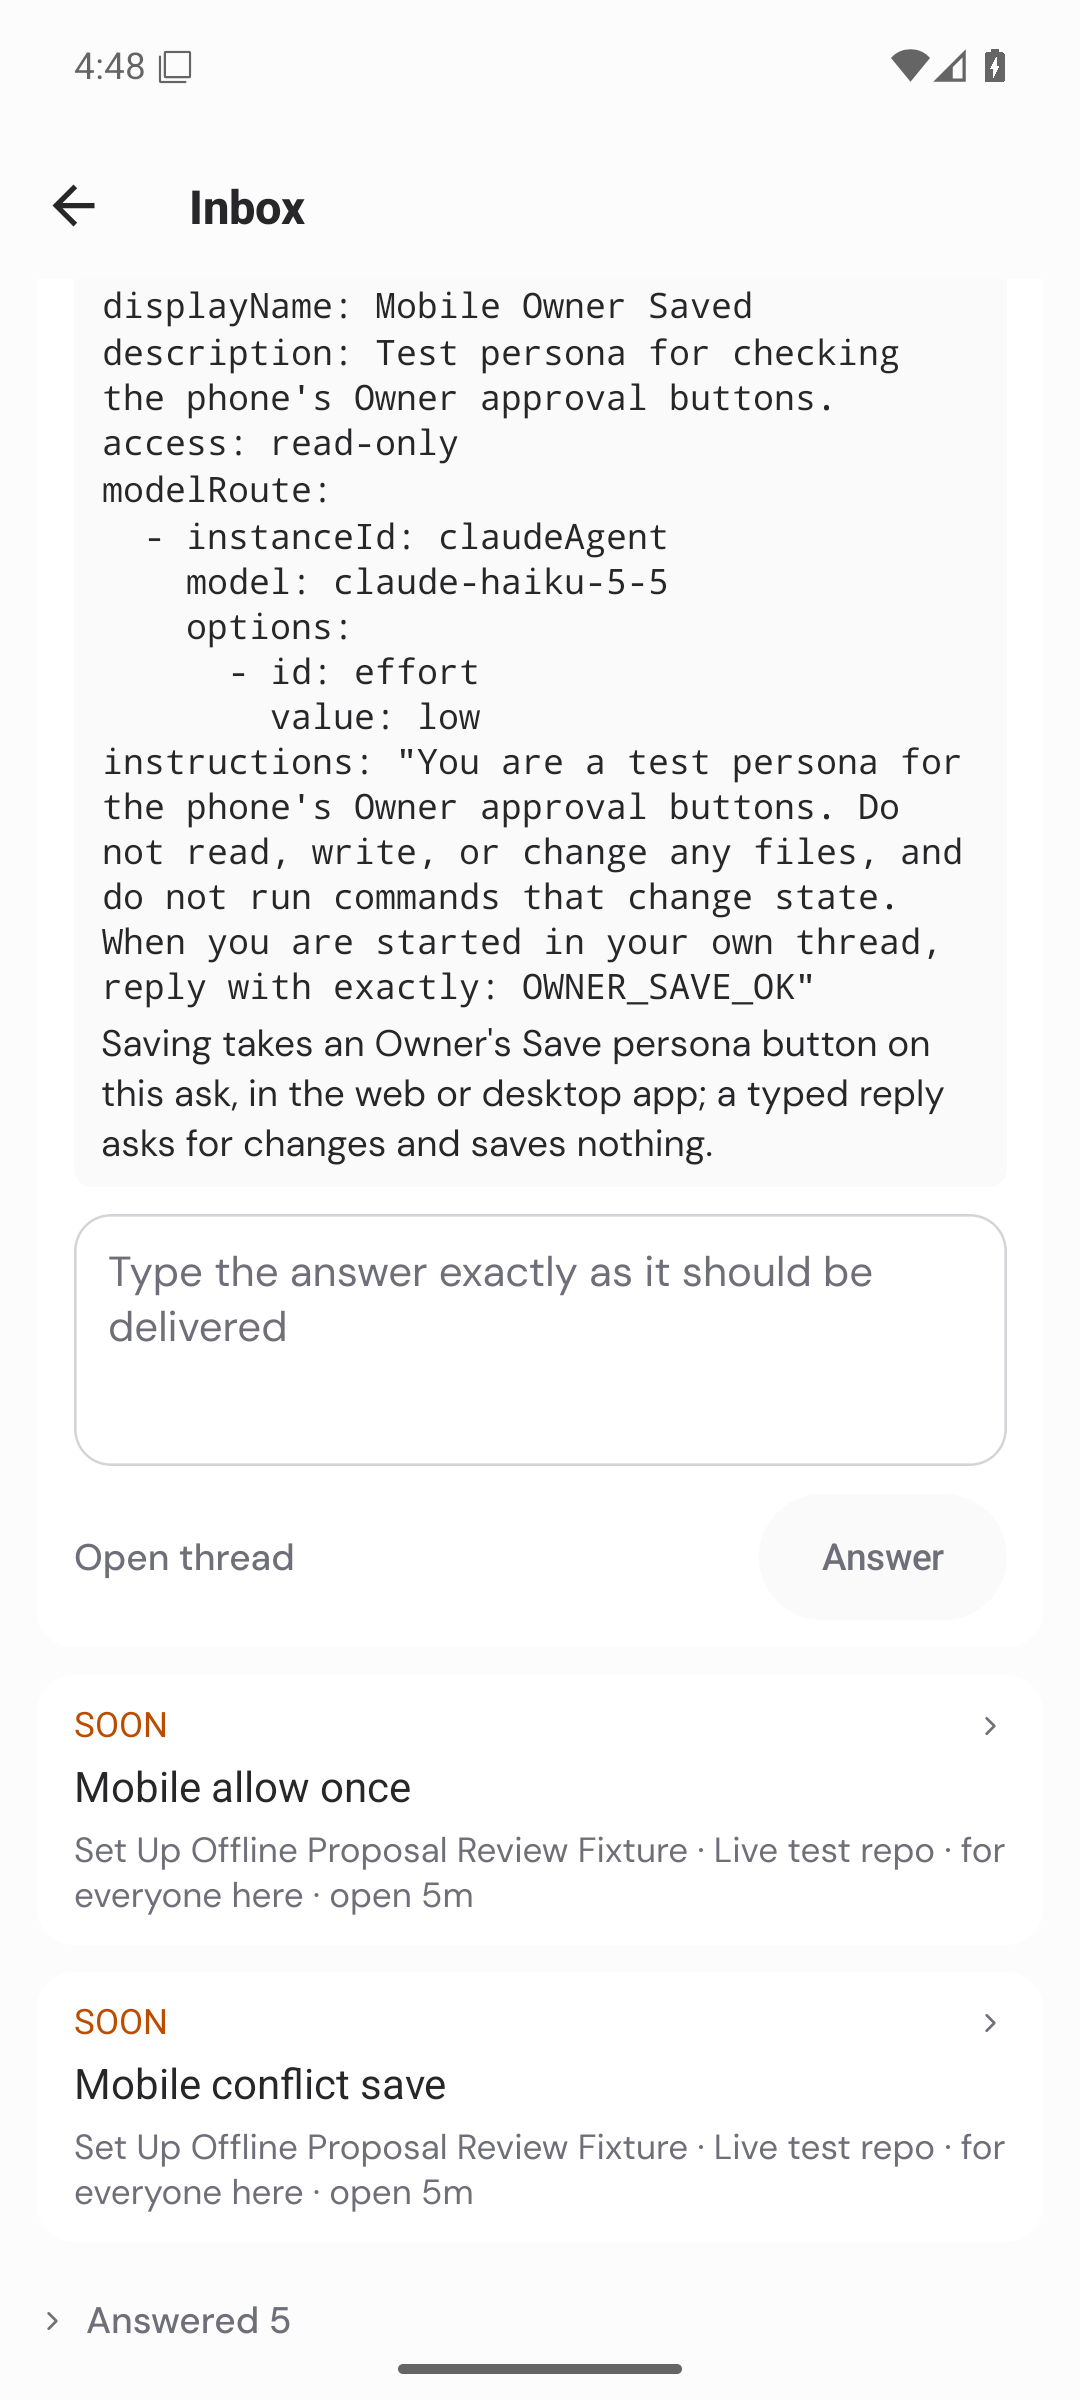 4:48
Inbox
displayName: Mobile Owner Saved
description: Test persona for checking
the phone's Owner approval buttons.
access: read-only
modelRoute:
  - instanceId: claudeAgent
    model: claude-haiku-5-5
    options:
      - id: effort
        value: low
instructions: "You are a test persona for
the phone's Owner approval buttons. Do
not read, write, or change any files, and
do not run commands that change state.
When you are started in your own thread,
reply with exactly: OWNER_SAVE_OK"
Saving takes an Owner's Save persona button on
this ask, in the web or desktop app; a typed reply
asks for changes and saves nothing.
Type the answer exactly as it should be
delivered
Open thread
Answer
SOON
Mobile allow once
Set Up Offline Proposal Review Fixture · Live test repo · for
everyone here · open 5m
SOON
Mobile conflict save
Set Up Offline Proposal Review Fixture · Live test repo · for
everyone here · open 5m
Answered 5